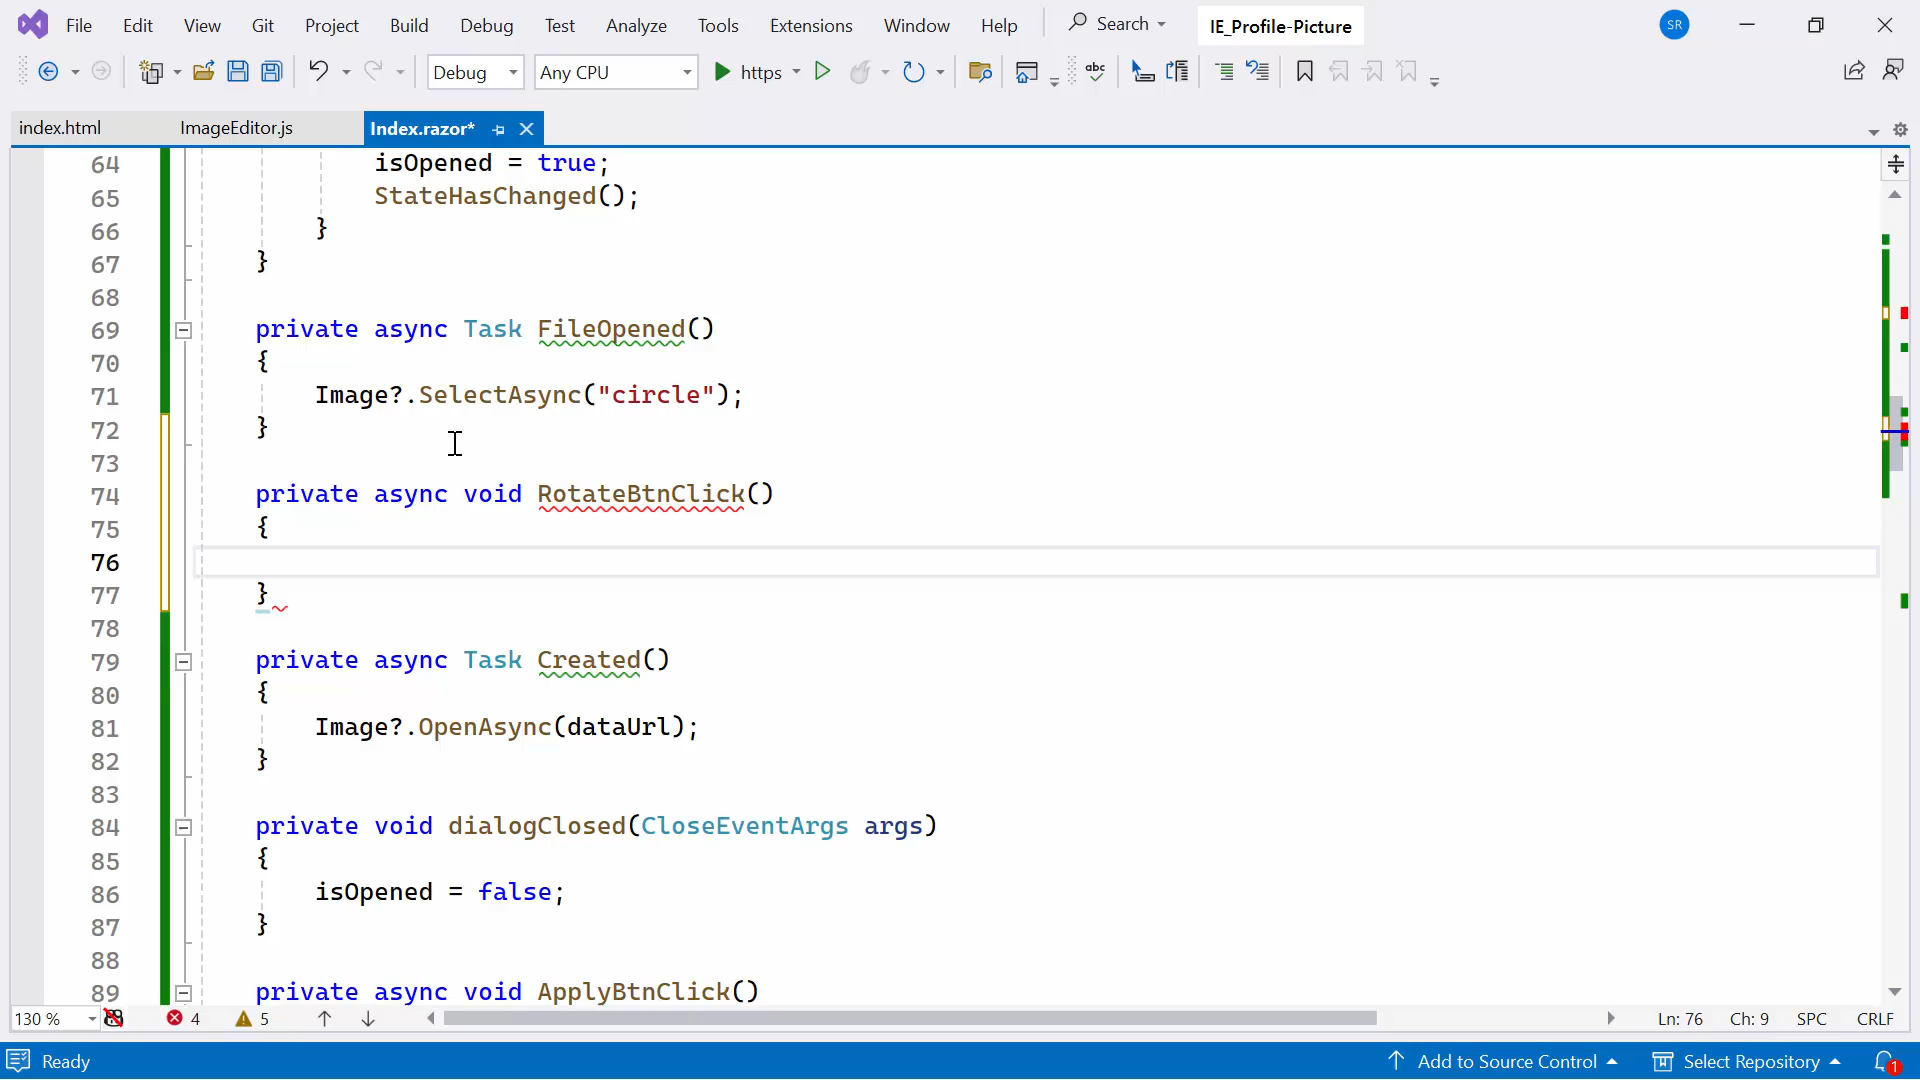 File Edit View Git Project Build Debug Test Analyze Tools Extensions Window Help Search IE_Profile-Picture SR
Debug Any CPU https abc
index.html ImageEditor.js Index.razor*
64 isOpened = true;
65 StateHasChanged();
66 }
67 }
68
69 private async Task FileOpened()
70 {
71 Image?.SelectAsync("circle");
72 }
73
74 private async void RotateBtnClick()
75 {
76
77 }
78
79 private async Task Created()
80 {
81 Image?.OpenAsync(dataUrl);
82 }
83
84 private void dialogClosed(CloseEventArgs args)
85 {
86 isOpened = false;
87 }
88
89 private async void ApplyBtnClick()
130 % 4 5 Ln: 76 Ch: 9 SPC CRLF
Ready Add to Source Control Select Repository 1